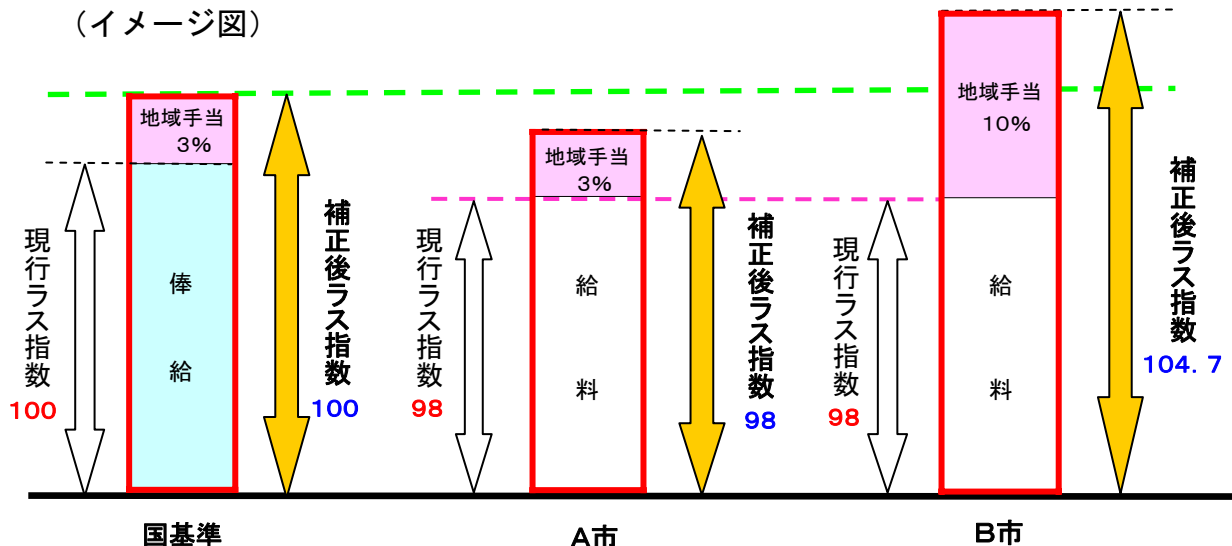 （イメージ図）
地域手当
3%
俸
給
現行ラス指数
100
補正後ラス指数
100
国基準
地域手当
3%
給
料
現行ラス指数
98
補正後ラス指数
98
A市
地域手当
10%
給
料
現行ラス指数
98
補正後ラス指数
104．7
B市